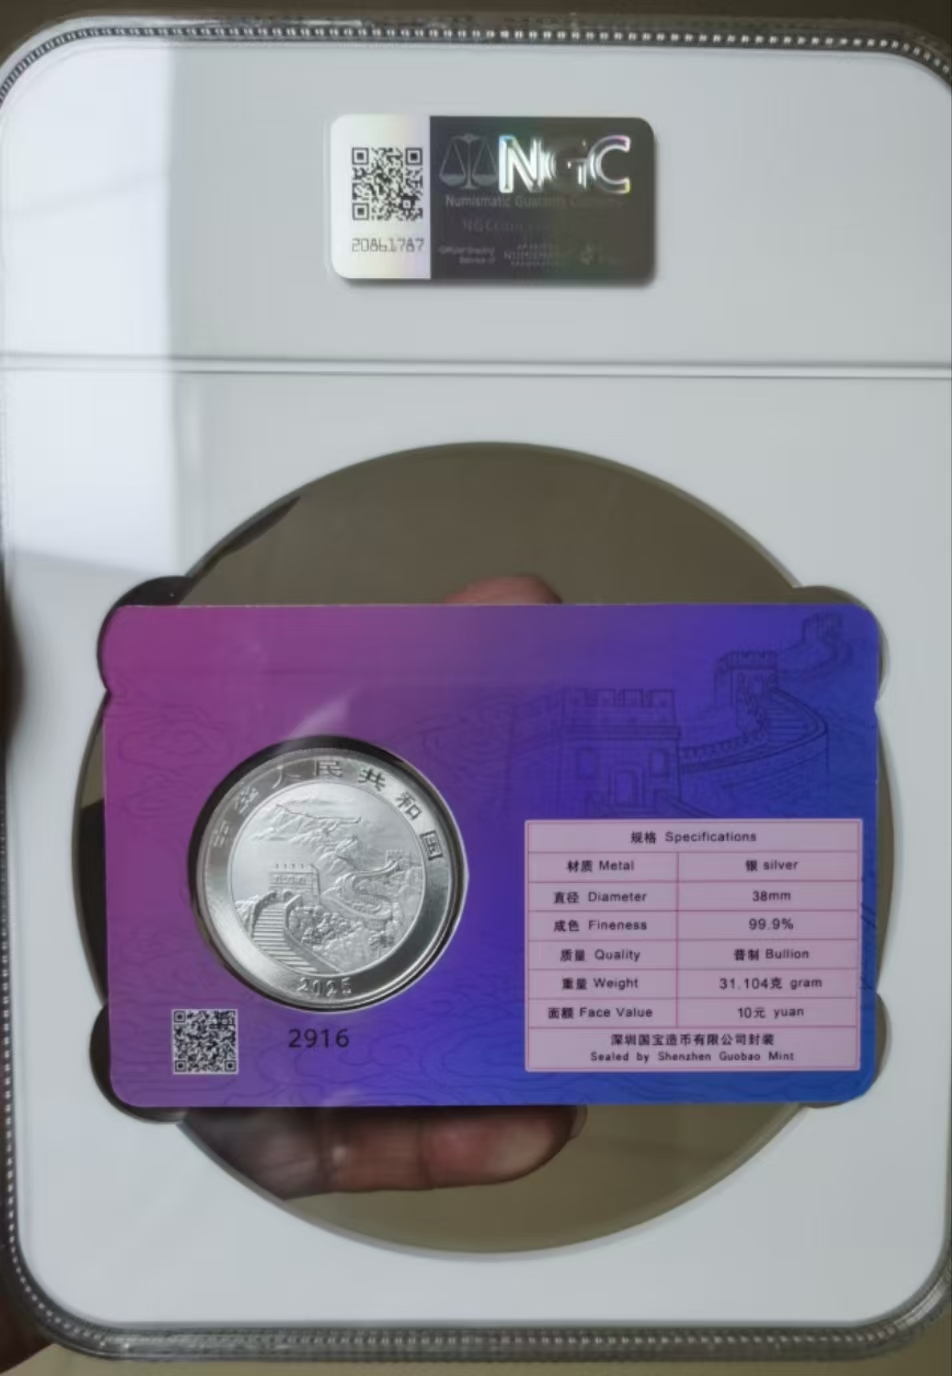 NGC
Numismatic Guaranty Company
20861787
中华人民共和国
2025
2916
规格 Specifications
材质 Metal 银 silver
直径 Diameter 38mm
成色 Fineness 99.9%
质量 Quality 普制 Bullion
重量 Weight 31.104克 gram
面额 Face Value 10元 yuan
深圳国宝造币有限公司封装
Sealed by Shenzhen Guobao Mint